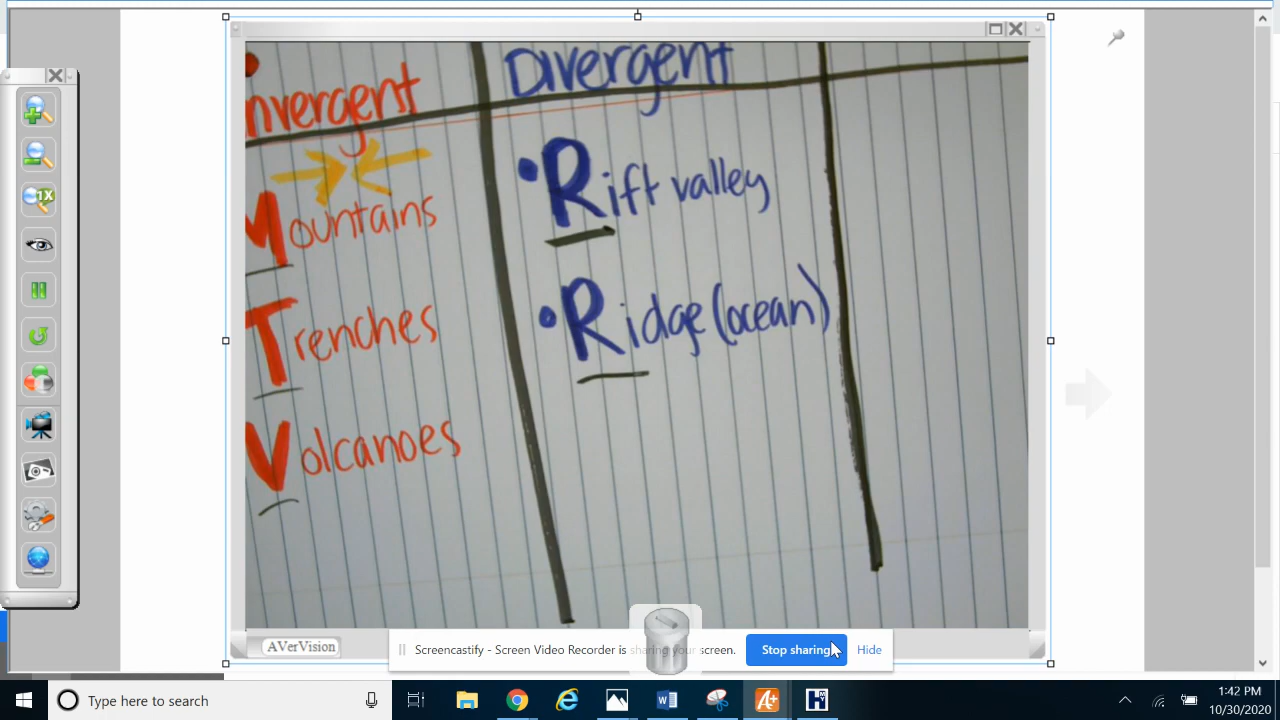 nvergent
Divergent
Mountains
Trenches
Volcanoes
•Rift valley
•Ridge (ocean)
1X
AVerVision
Screencastify - Screen Video Recorder is sharing your screen.
Stop sharing
Hide
Type here to search
1:42 PM
10/30/2020